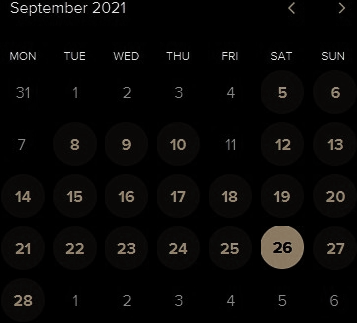 September 2021
MON TUE WED THU FRI SAT SUN
31 1 2 3 4 5 6
7 8 9 10 11 12 13
14 15 16 17 18 19 20
21 22 23 24 25 26 27
28 1 2 3 4 5 6